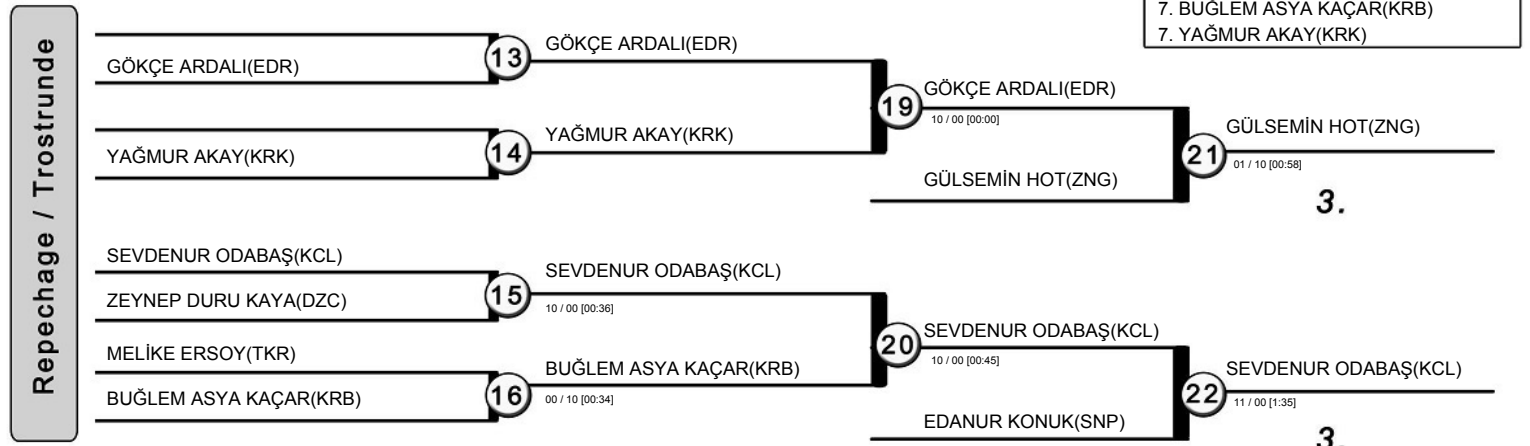 Repechage / Trostrunde
7. BUĞLEM ASYA KAÇAR(KRB)
7. YAĞMUR AKAY(KRK)
GÖKÇE ARDALI(EDR)
13
GÖKÇE ARDALI(EDR)
YAĞMUR AKAY(KRK)
14
YAĞMUR AKAY(KRK)
19
GÖKÇE ARDALI(EDR)
10 / 00 [00:00]
GÜLSEMİN HOT(ZNG)
21
GÜLSEMİN HOT(ZNG)
01 / 10 [00:58]
3.
SEVDENUR ODABAŞ(KCL)
ZEYNEP DURU KAYA(DZC)
15
SEVDENUR ODABAŞ(KCL)
10 / 00 [00:36]
MELİKE ERSOY(TKR)
BUĞLEM ASYA KAÇAR(KRB)
16
BUĞLEM ASYA KAÇAR(KRB)
00 / 10 [00:34]
20
SEVDENUR ODABAŞ(KCL)
10 / 00 [00:45]
EDANUR KONUK(SNP)
22
SEVDENUR ODABAŞ(KCL)
11 / 00 [1:35]
3.